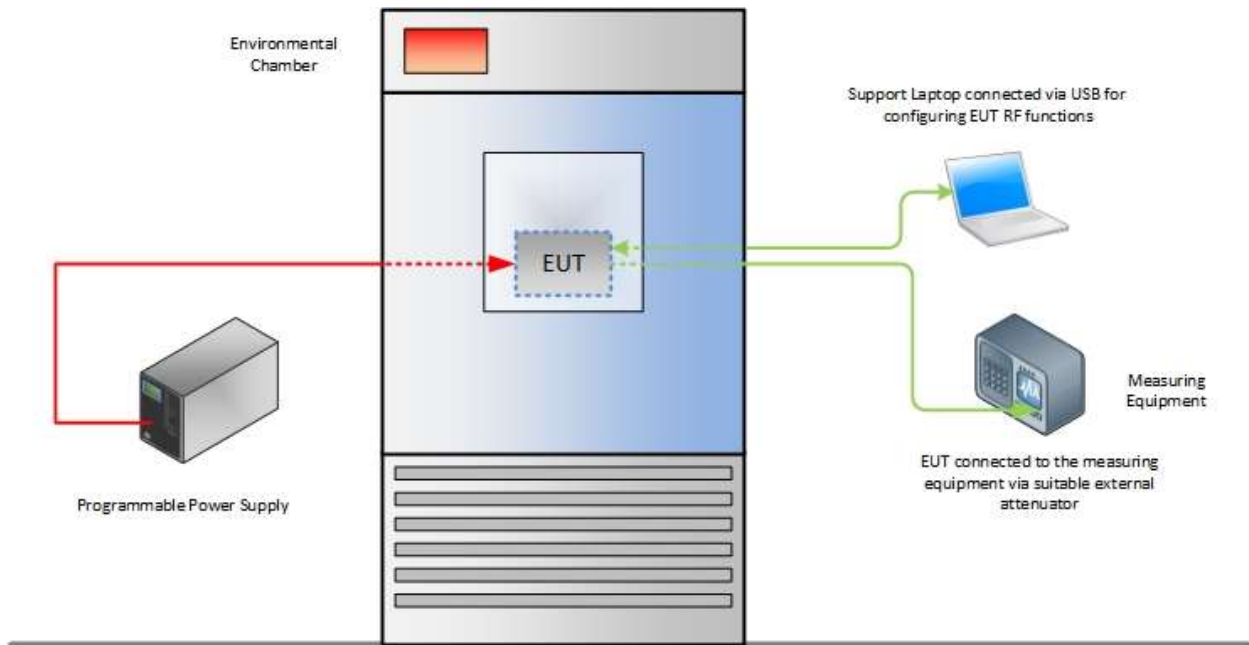 Environmental
Chamber
Support Laptop connected via USB for
configuring EUT RF functions
EUT
Measuring
Equipment
EUT connected to the measuring
equipment via suitable external
attenuator
Programmable Power Supply